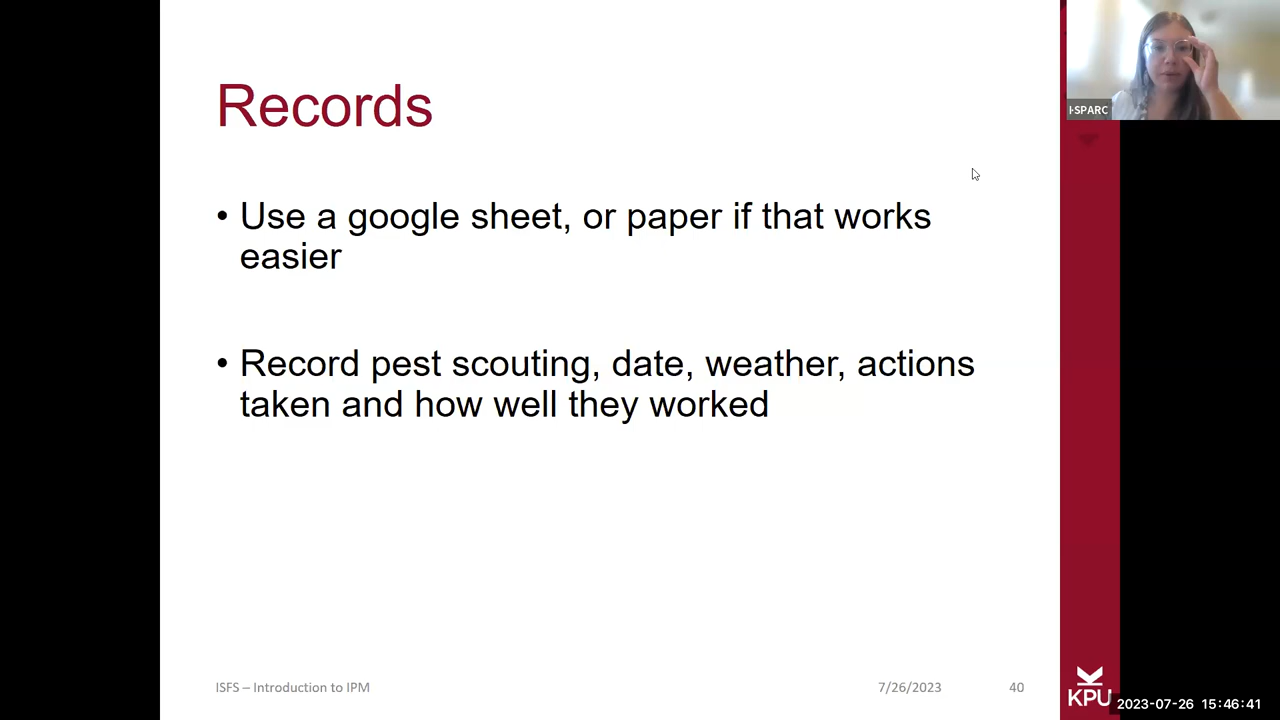 Records
• Use a google sheet, or paper if that works
easier
• Record pest scouting, date, weather, actions
taken and how well they worked
ISFS – Introduction to IPM
7/26/2023
40
KPU
I-SPARC
2023-07-26 15:46:41